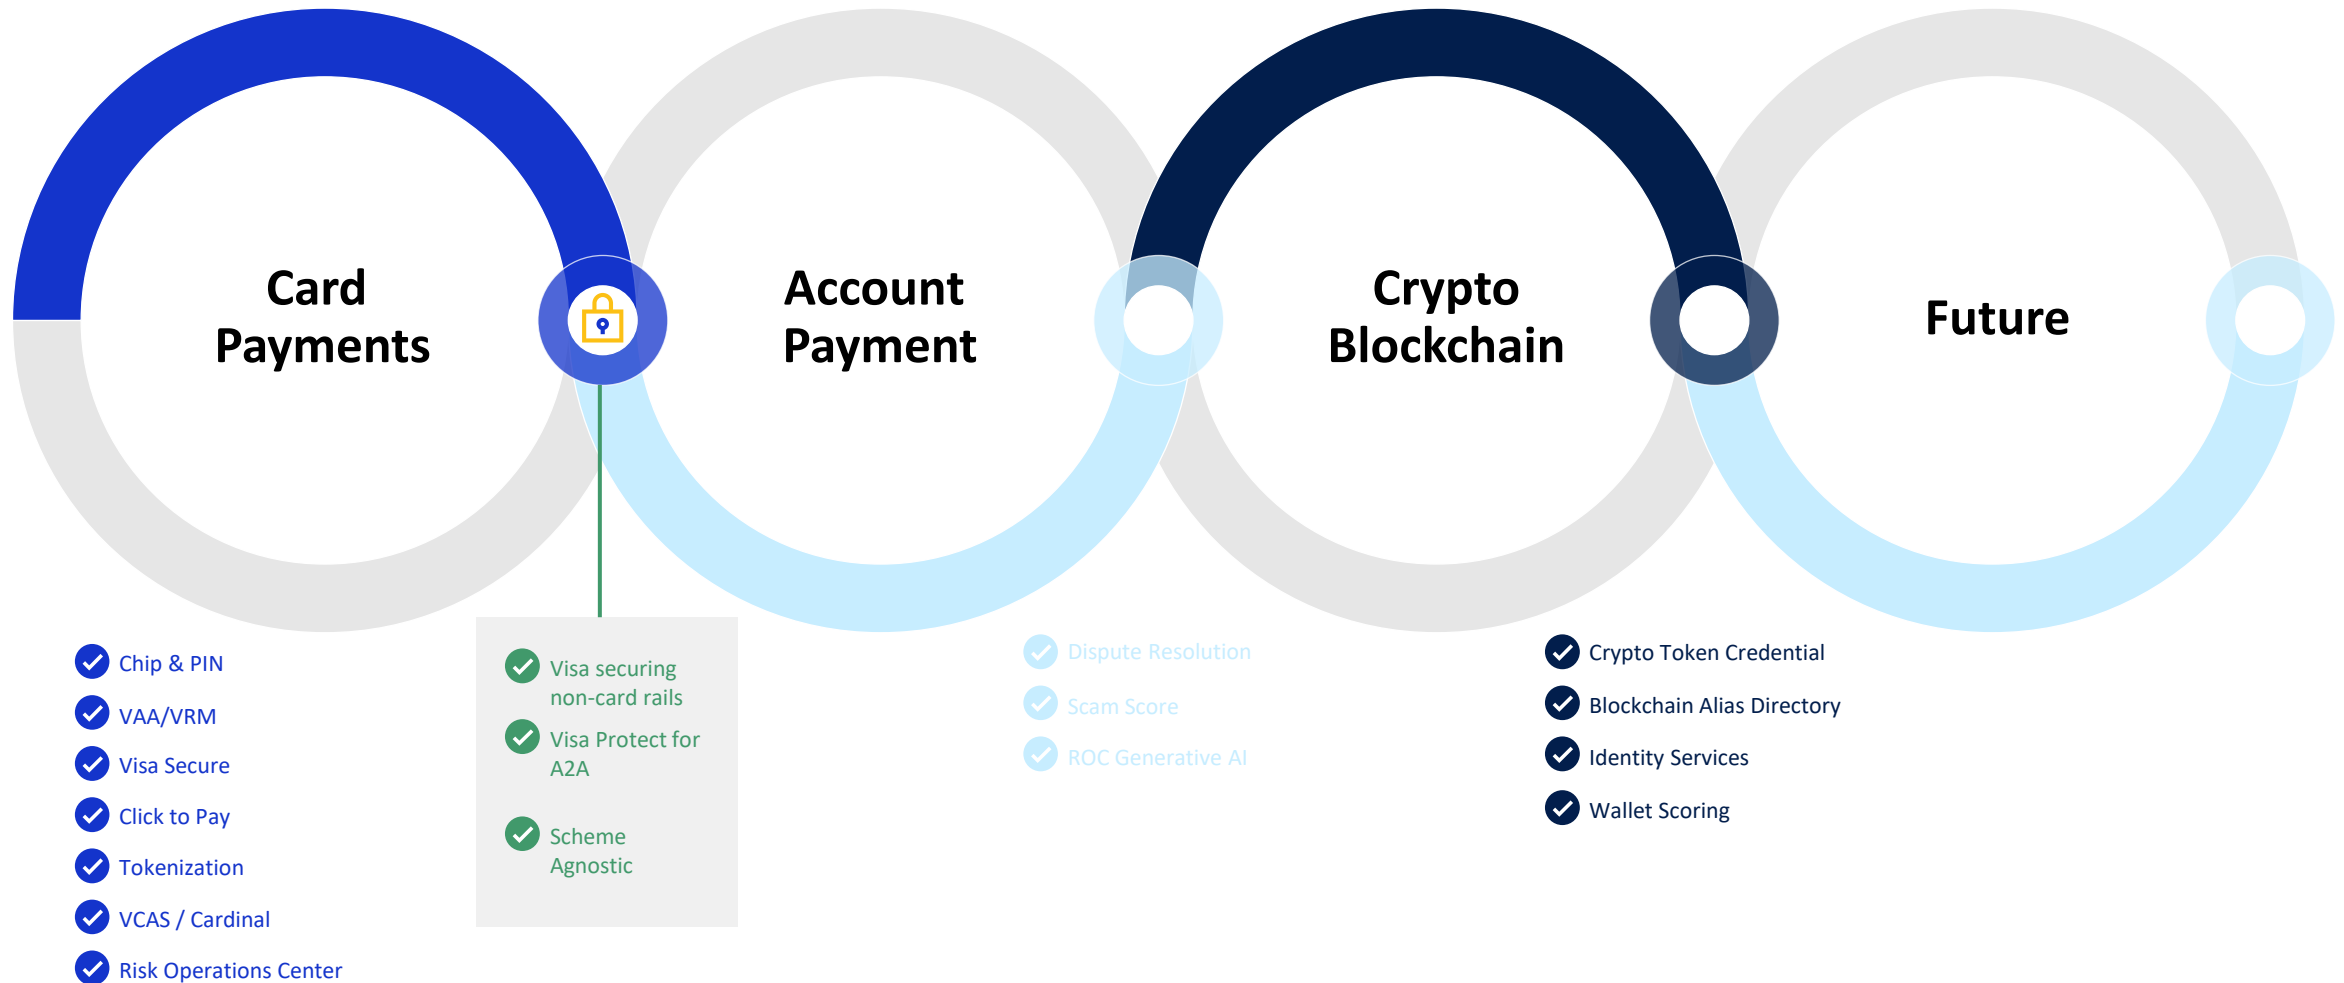 Card
Payments
Account
Payment
Crypto
Blockchain
Future
Chip & PIN
VAA/VRM
Visa Secure
Click to Pay
Tokenization
VCAS / Cardinal
Risk Operations Center
Visa securing
non-card rails
Visa Protect for
A2A
Scheme
Agnostic
Dispute Resolution
Scam Score
ROC Generative AI
Crypto Token Credential
Blockchain Alias Directory
Identity Services
Wallet Scoring